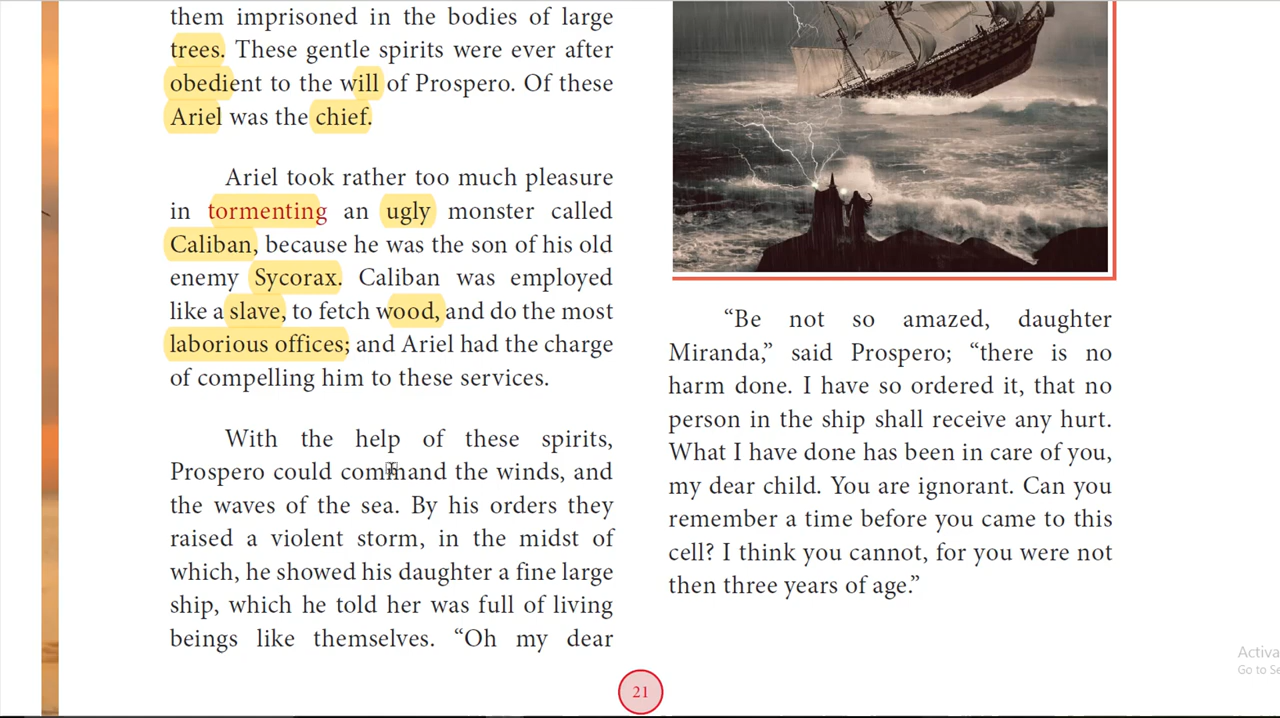 them imprisoned in the bodies of large
trees. These gentle spirits were ever after
obedient to the will of Prospero. Of these
Ariel was the chief.
Ariel took rather too much pleasure
in tormenting an ugly monster called
Caliban, because he was the son of his old
enemy Sycorax. Caliban was employed
like a slave, to fetch wood, and do the most
laborious offices; and Ariel had the charge
of compelling him to these services.
With the help of these spirits,
Prospero could command the winds, and
the waves of the sea. By his orders they
raised a violent storm, in the midst of
which, he showed his daughter a fine large
ship, which he told her was full of living
beings like themselves. “Oh my dear
“Be not so amazed, daughter
Miranda,” said Prospero; “there is no
harm done. I have so ordered it, that no
person in the ship shall receive any hurt.
What I have done has been in care of you,
my dear child. You are ignorant. Can you
remember a time before you came to this
cell? I think you cannot, for you were not
then three years of age.”
21
Activa
Go to Se